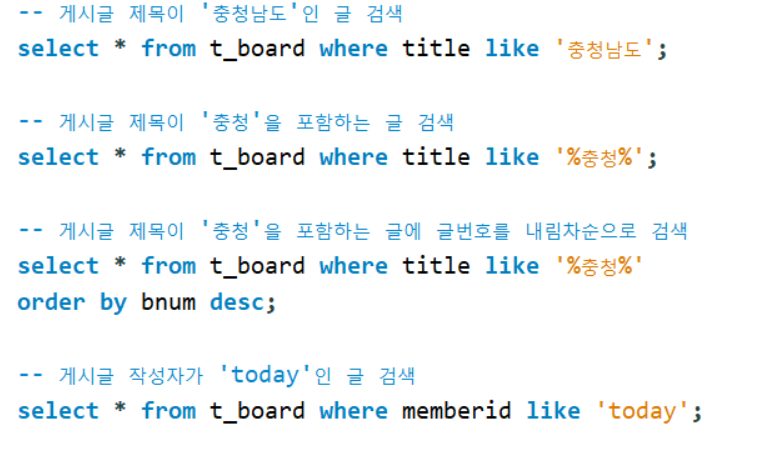 -- 게시글 제목이 '충청남도'인 글 검색
select * from t_board where title like '충청남도';
-- 게시글 제목이 '충청'을 포함하는 글 검색
select * from t_board where title like '%충청%';
-- 게시글 제목이 '충청'을 포함하는 글에 글번호를 내림차순으로 검색
select * from t_board where title like '%충청%'
order by bnum desc;
-- 게시글 작성자가 'today'인 글 검색
select * from t_board where memberid like 'today';